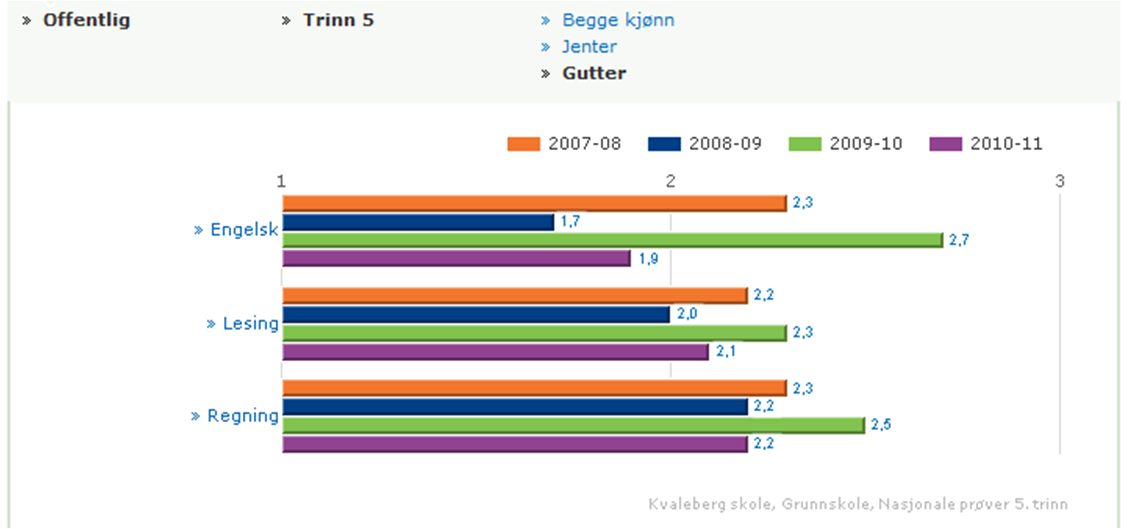 » Offentlig » Trinn 5 » Begge kjønn
» Jenter
» Gutter
2007-08 2008-09 2009-10 2010-11
1 2 3
» Engelsk
2,3
1,7
2,7
1,9
» Lesing
2,2
2,0
2,3
2,1
» Regning
2,3
2,2
2,5
2,2
Kvaleberg skole, Grunnskole, Nasjonale prøver 5. trinn